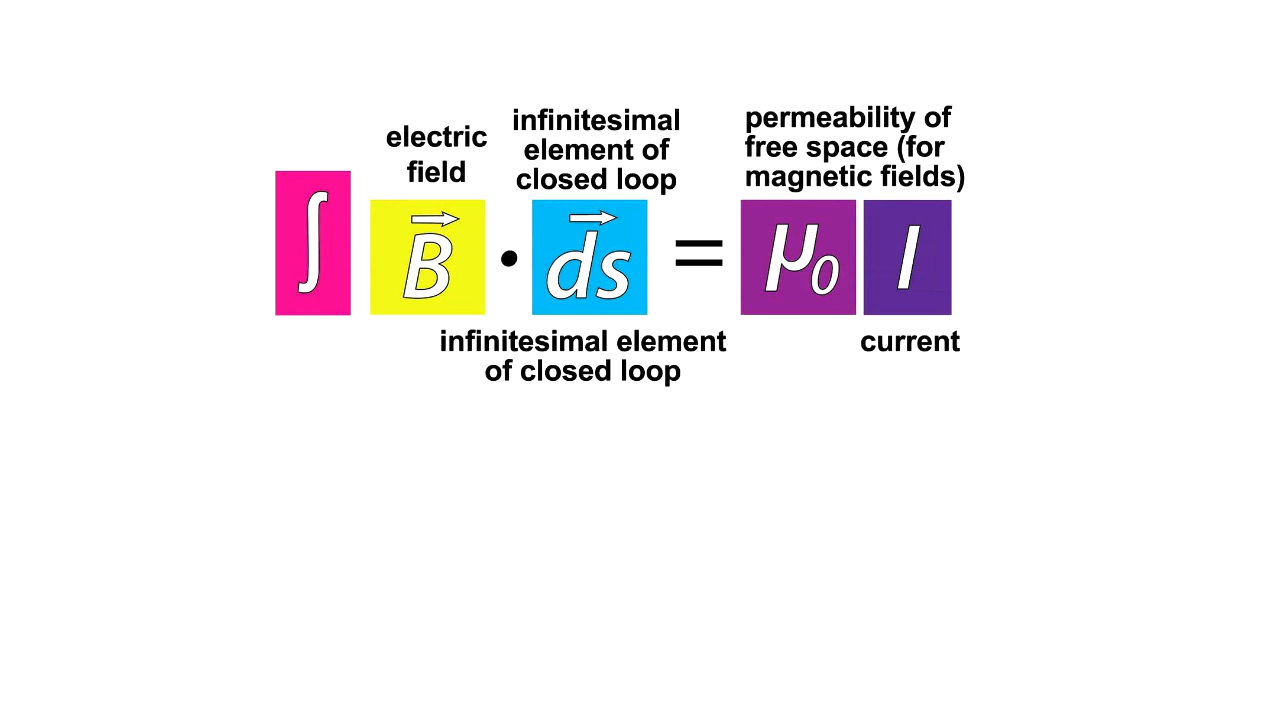 electric
field
infinitesimal
element of
closed loop
permeability of
free space (for
magnetic fields)
∫ B⃗ • d⃗s = μ₀ I
infinitesimal element
of closed loop
current